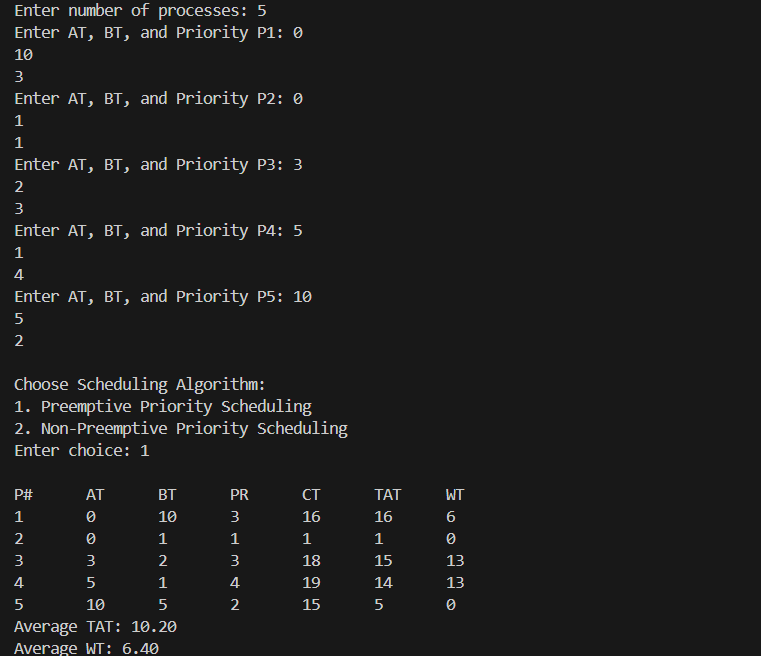 Enter number of processes: 5
Enter AT, BT, and Priority P1: 0
10
3
Enter AT, BT, and Priority P2: 0
1
1
Enter AT, BT, and Priority P3: 3
2
3
Enter AT, BT, and Priority P4: 5
1
4
Enter AT, BT, and Priority P5: 10
5
2
Choose Scheduling Algorithm:
1. Preemptive Priority Scheduling
2. Non-Preemptive Priority Scheduling
Enter choice: 1
P# AT BT PR CT TAT WT
1 0 10 3 16 16 6
2 0 1 1 1 1 0
3 3 2 3 18 15 13
4 5 1 4 19 14 13
5 10 5 2 15 5 0
Average TAT: 10.20
Average WT: 6.40